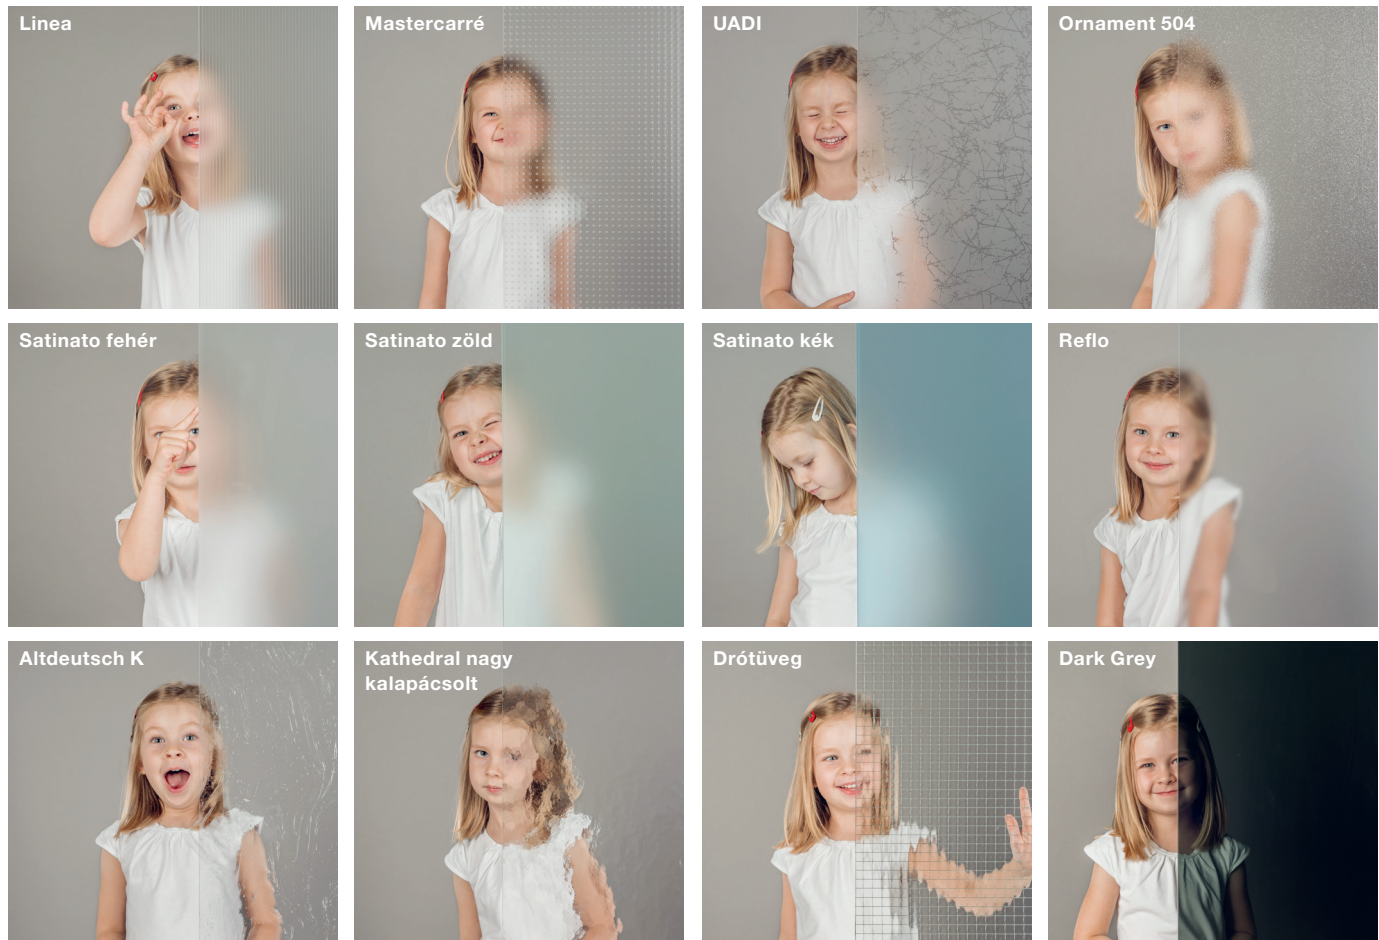 Linea
Mastercarré
UADI
Ornament 504
Satinato fehér
Satinato zöld
Satinato kék
Reflo
Altdeutsch K
Kathedral nagy
kalapácsolt
Drótüveg
Dark Grey